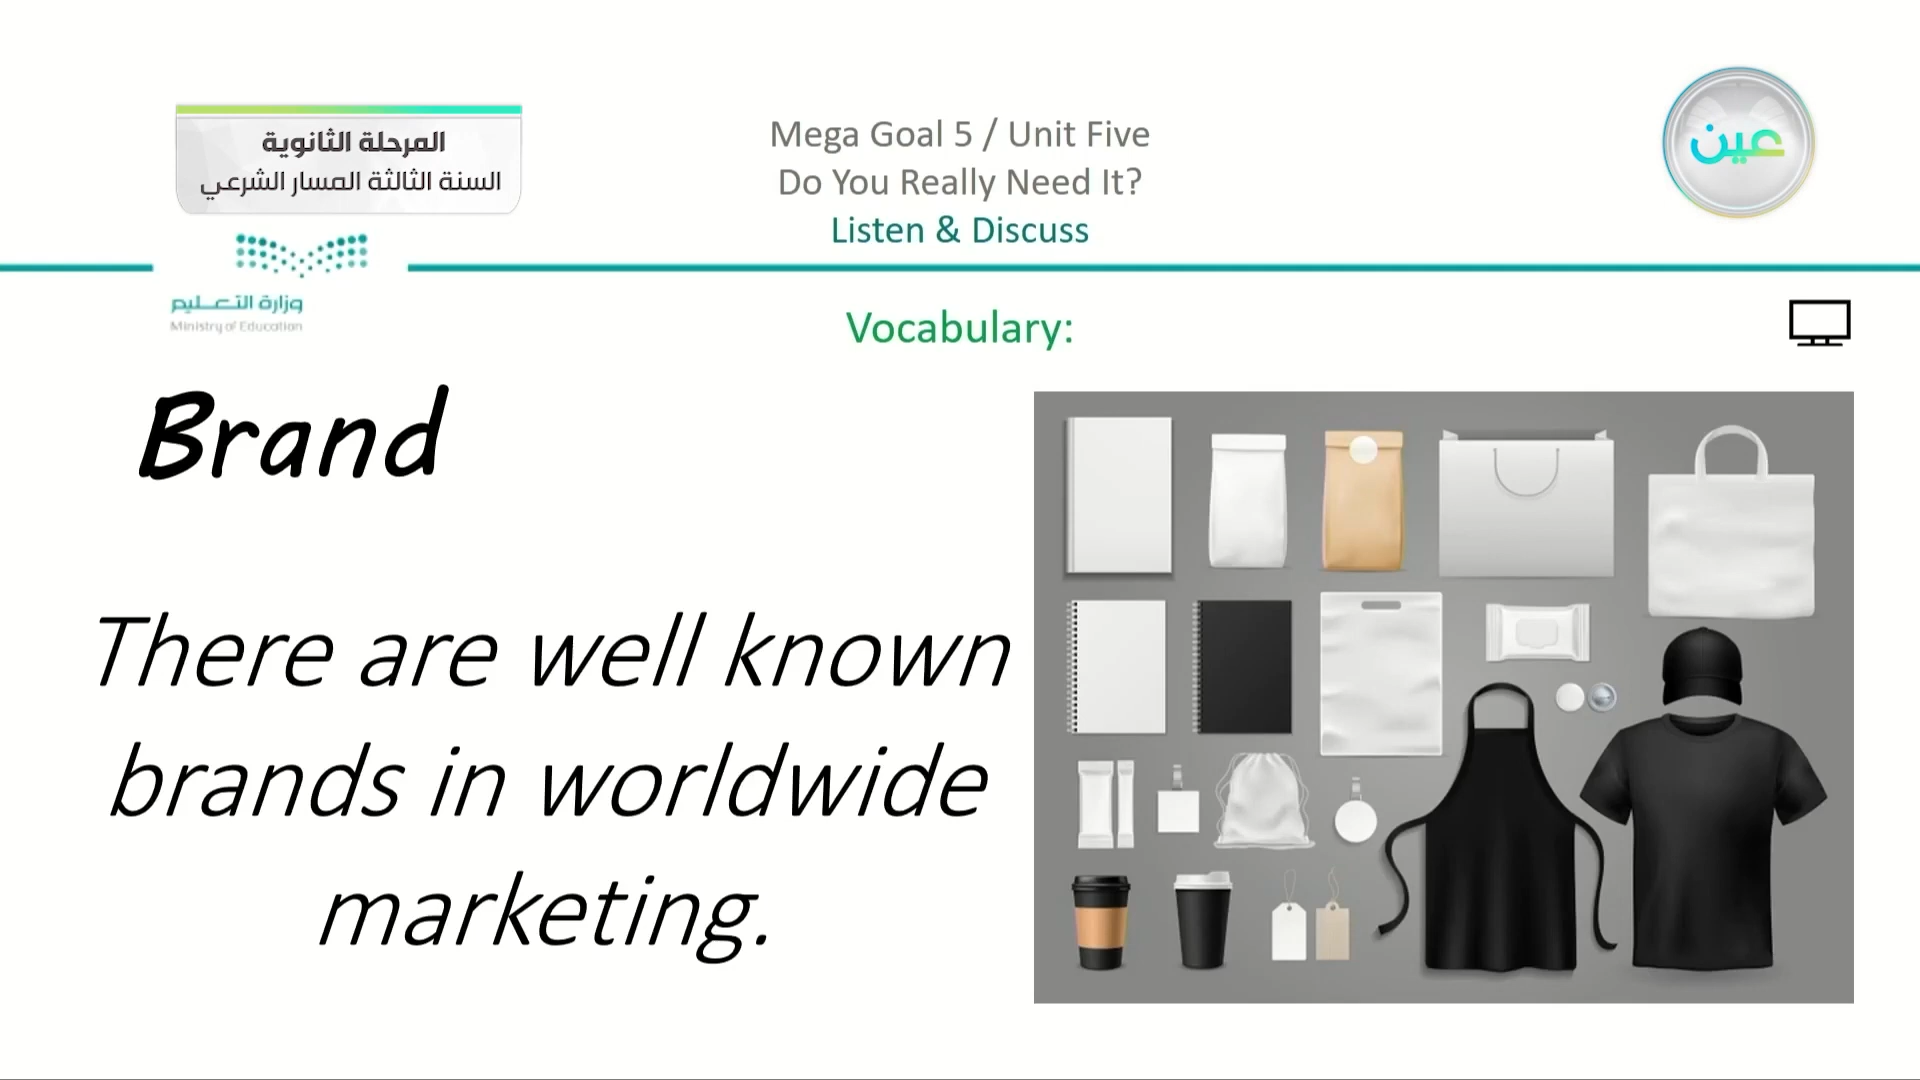 المرحلة الثانوية
السنة الثالثة المسار الشرعي
Mega Goal 5 / Unit Five
Do You Really Need It?
Listen & Discuss
عين
وزارة التعليم
Ministry of Education
Vocabulary:
Brand
There are well known
brands in worldwide
marketing.